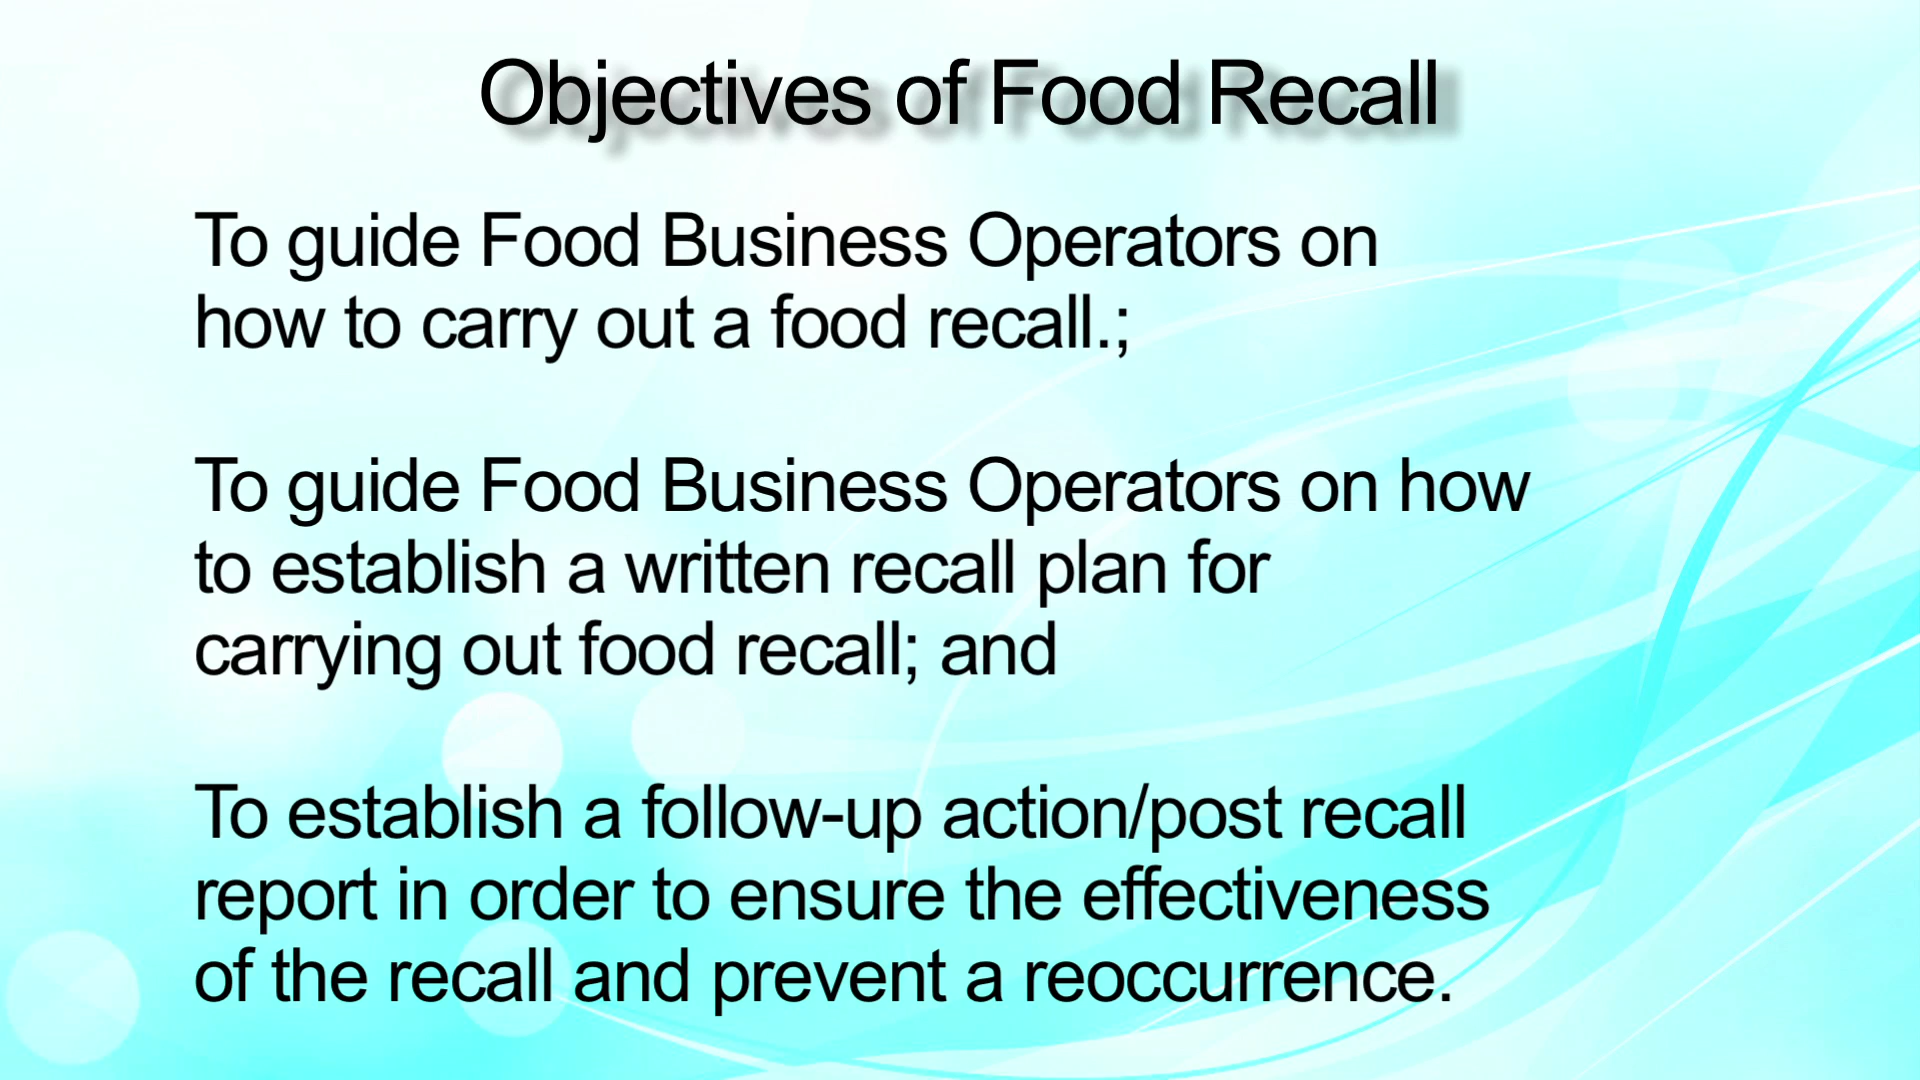 Objectives of Food Recall
To guide Food Business Operators on
how to carry out a food recall.;
To guide Food Business Operators on how
to establish a written recall plan for
carrying out food recall; and
To establish a follow-up action/post recall
report in order to ensure the effectiveness
of the recall and prevent a reoccurrence.